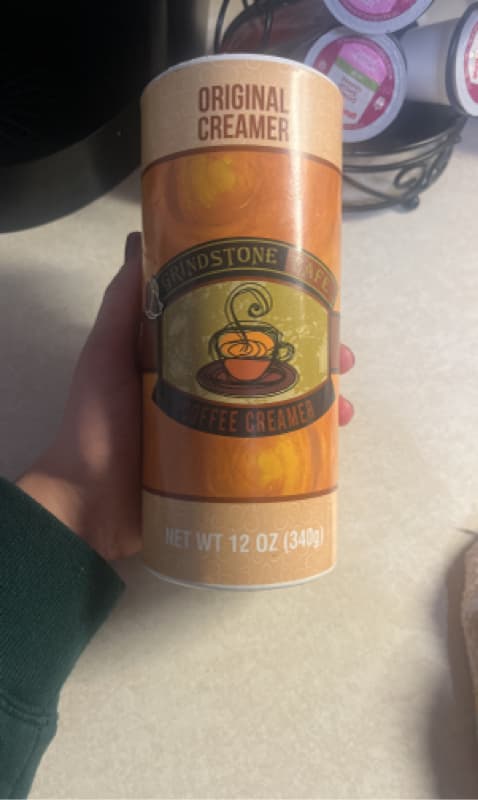 ORIGINAL
CREAMER
GRINDSTONE CAFE
COFFEE CREAMER
NET WT 12 OZ (340g)